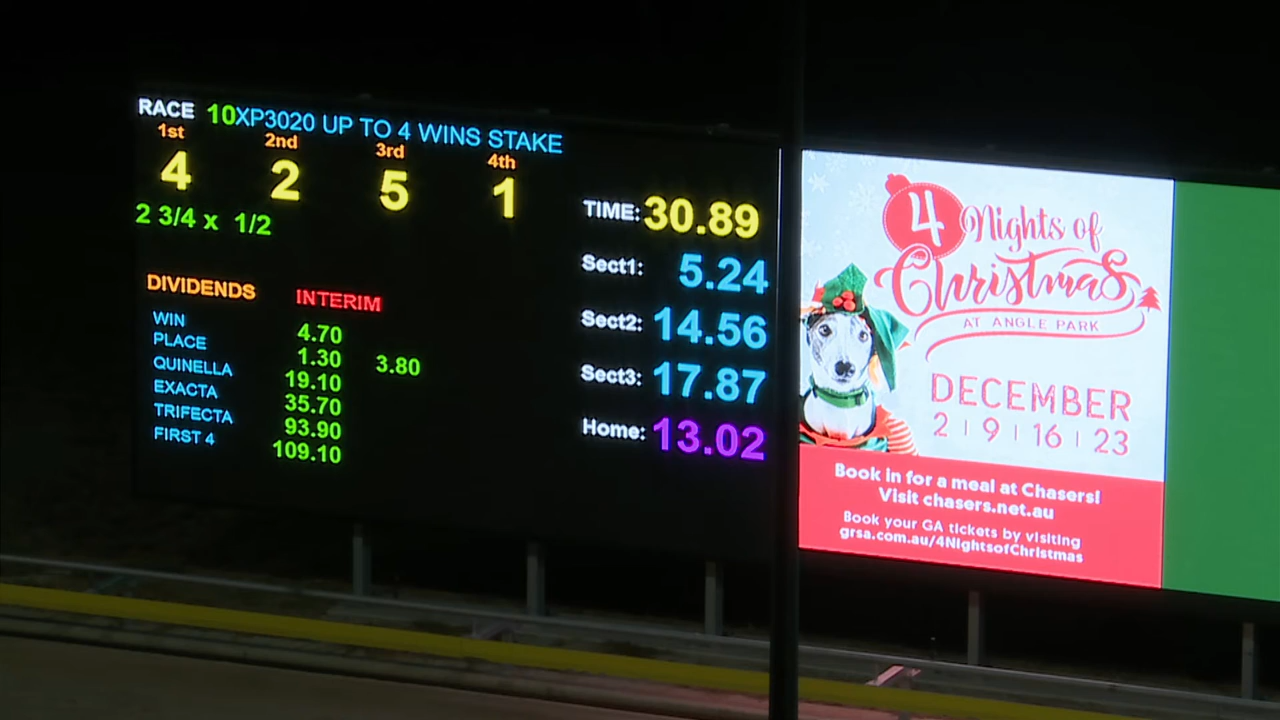 RACE 10XP3020 UP TO 4 WINS STAKE
1st 2nd 3rd 4th
4 2 5 1
2 3/4 x 1/2
TIME: 30.89
Sect1: 5.24
Sect2: 14.56
Sect3: 17.87
Home: 13.02
DIVIDENDS INTERIM
WIN 4.70
PLACE 1.30 3.80
QUINELLA 19.10
EXACTA 35.70
TRIFECTA 93.90
FIRST 4 109.10
4 Nights of
Christmas
AT ANGLE PARK
DECEMBER
2 | 9 | 16 | 23
Book in for a meal at Chasers!
Visit chasers.net.au
Book your GA tickets by visiting
grsa.com.au/4NightsofChristmas